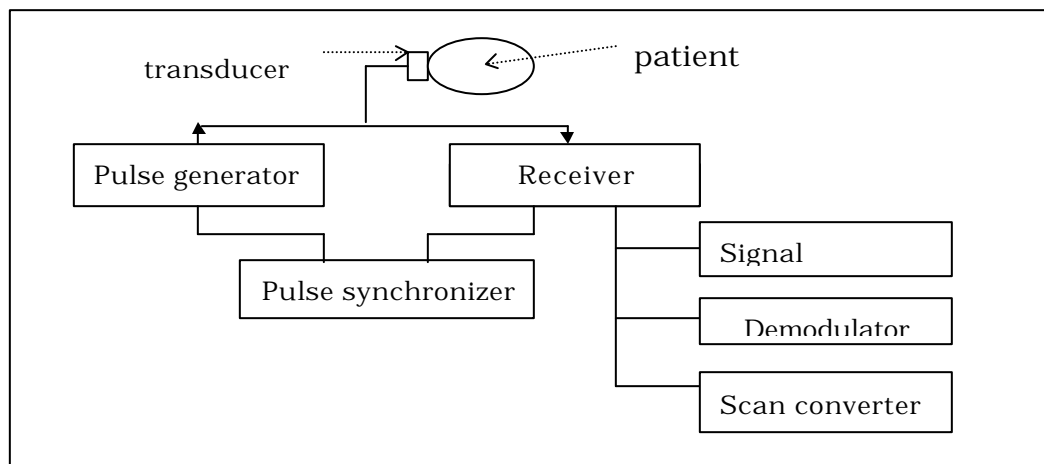 transducer
patient
Pulse generator
Receiver
Signal
Pulse synchronizer
Demodulator
Scan converter